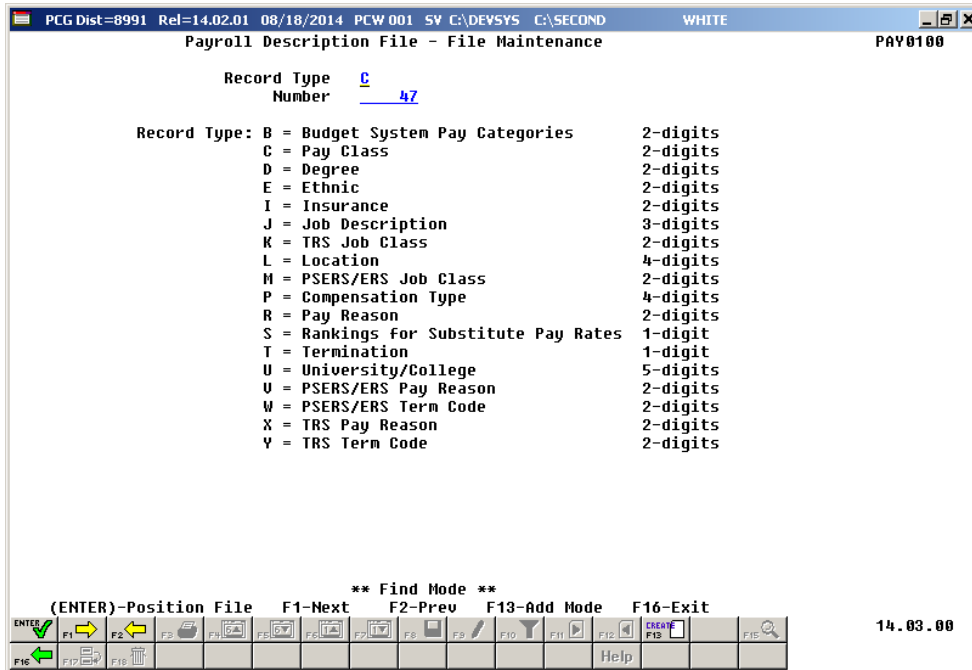 PCG Dist=8991 Rel=14.02.01 08/18/2014 PCW 001 SV C:\DEVSYS C:\SECOND WHITE
Payroll Description File - File Maintenance PAY0100
Record Type C
Number 47
Record Type: B = Budget System Pay Categories 2-digits
C = Pay Class 2-digits
D = Degree 2-digits
E = Ethnic 2-digits
I = Insurance 2-digits
J = Job Description 3-digits
K = TRS Job Class 2-digits
L = Location 4-digits
M = PSERS/ERS Job Class 2-digits
P = Compensation Type 4-digits
R = Pay Reason 2-digits
S = Rankings for Substitute Pay Rates 1-digit
T = Termination 1-digit
U = University/College 5-digits
V = PSERS/ERS Pay Reason 2-digits
W = PSERS/ERS Term Code 2-digits
X = TRS Pay Reason 2-digits
Y = TRS Term Code 2-digits
** Find Mode **
(ENTER)-Position File F1-Next F2-Prev F13-Add Mode F16-Exit
ENTER F1 F2 F3 F4 F5 F6 F7 F8 F9 F10 F11 F12 CREATE F13 F15 14.03.00
F16 F17 F18 Help